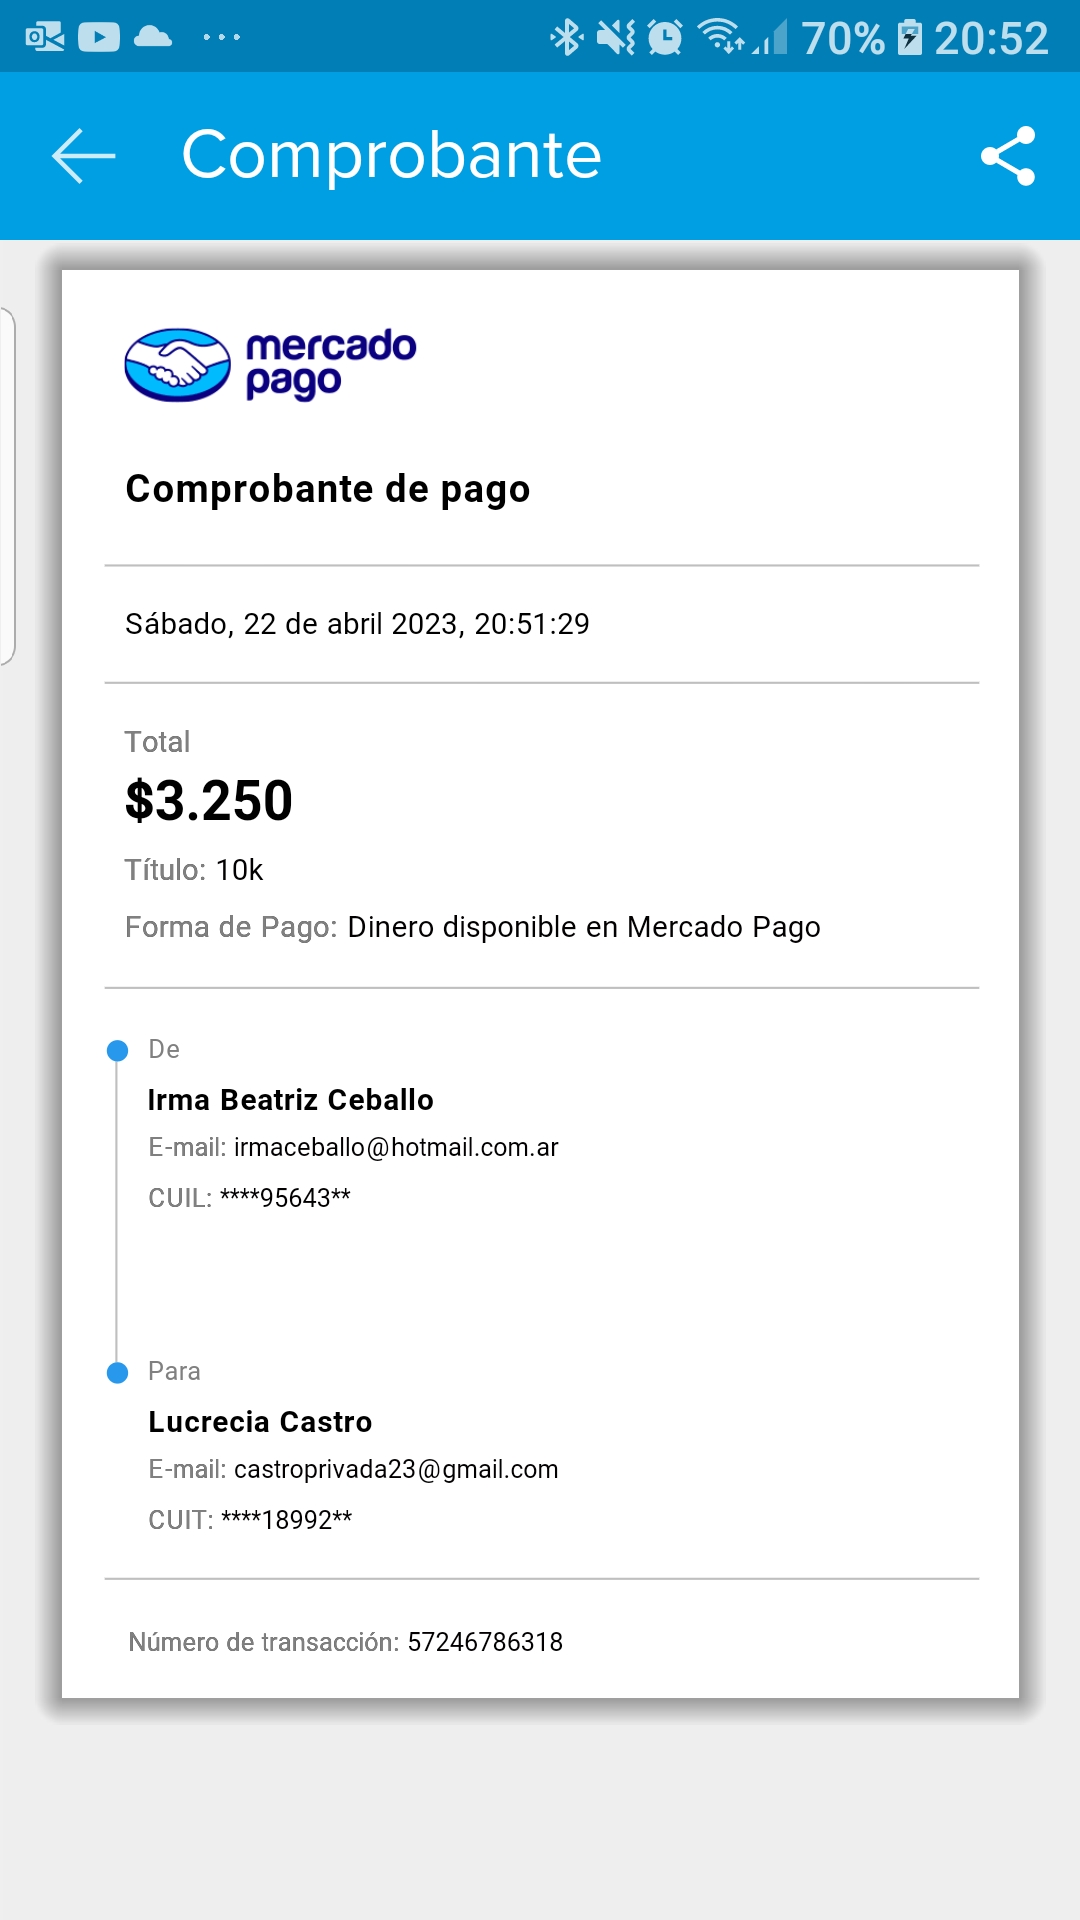 70% 20:52
Comprobante
mercado
pago
Comprobante de pago
Sábado, 22 de abril 2023, 20:51:29
Total
$3.250
Título: 10k
Forma de Pago: Dinero disponible en Mercado Pago
De
Irma Beatriz Ceballo
E-mail: irmaceballo@hotmail.com.ar
CUIL: ****95643**
Para
Lucrecia Castro
E-mail: castroprivada23@gmail.com
CUIT: ****18992**
Número de transacción: 57246786318